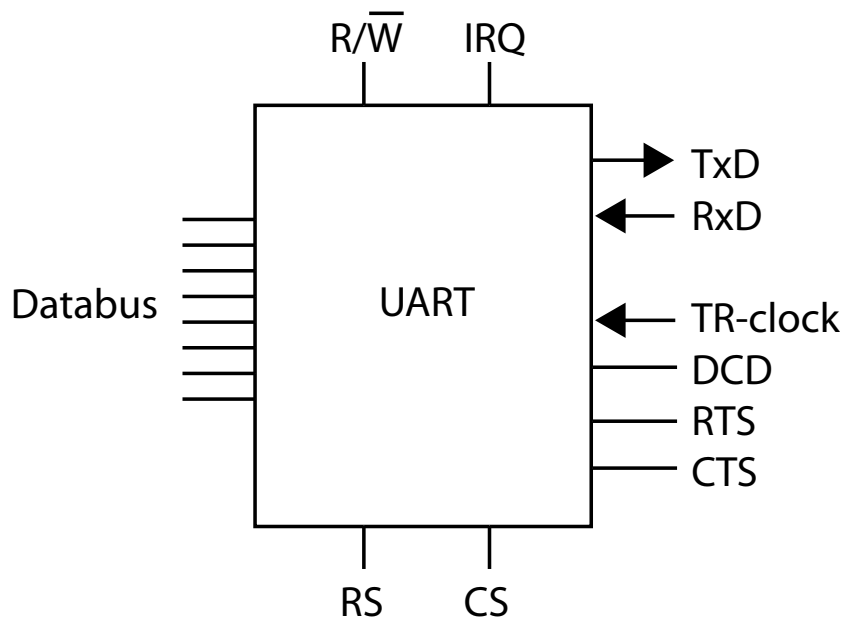 R/W̅ IRQ
TxD
RxD
Databus UART TR-clock
DCD
RTS
CTS
RS CS